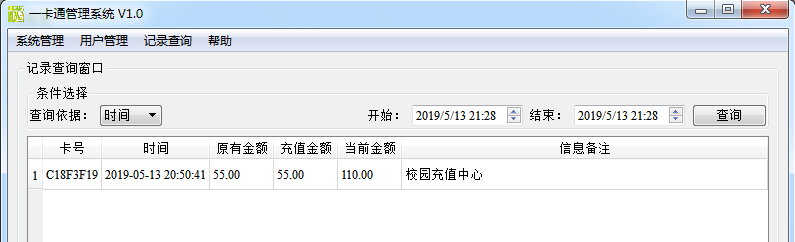 一卡通管理系统 V1.0
系统管理 用户管理 记录查询 帮助
记录查询窗口
条件选择
查询依据： 时间 开始： 2019/5/13 21:28 结束： 2019/5/13 21:28 查询
卡号 时间 原有金额 充值金额 当前金额 信息备注
1 C18F3F19 2019-05-13 20:50:41 55.00 55.00 110.00 校园充值中心